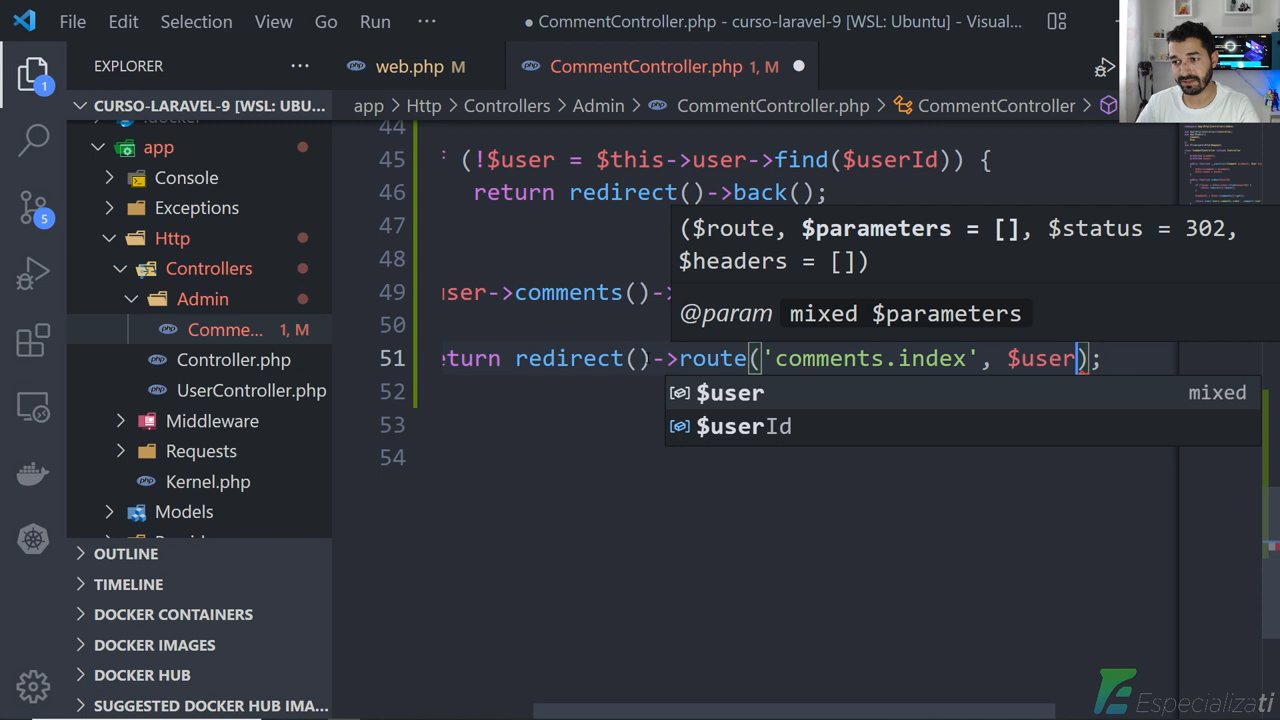 File Edit Selection View Go Run ··· ● CommentController.php - curso-laravel-9 [WSL: Ubuntu] - Visual...
EXPLORER ···
web.php M
CommentController.php 1, M
CURSO-LARAVEL-9 [WSL: UBU...
app > Http > Controllers > Admin > CommentController.php > CommentController
app
Console
Exceptions
Http
Controllers
Admin
Comme... 1, M
Controller.php
UserController.php
Middleware
Requests
Kernel.php
Models
OUTLINE
TIMELINE
DOCKER CONTAINERS
DOCKER IMAGES
DOCKER HUB
SUGGESTED DOCKER HUB IMA...
1
5
44
45 f (!$user = $this->user->find($userId)) {
46 return redirect()->back();
47
48
49 user->comments()->
50
51 eturn redirect()->route('comments.index', $user);
52
53
54
($route, $parameters = [], $status = 302,
$headers = [])
@param mixed $parameters
$user mixed
$userId
Especializati